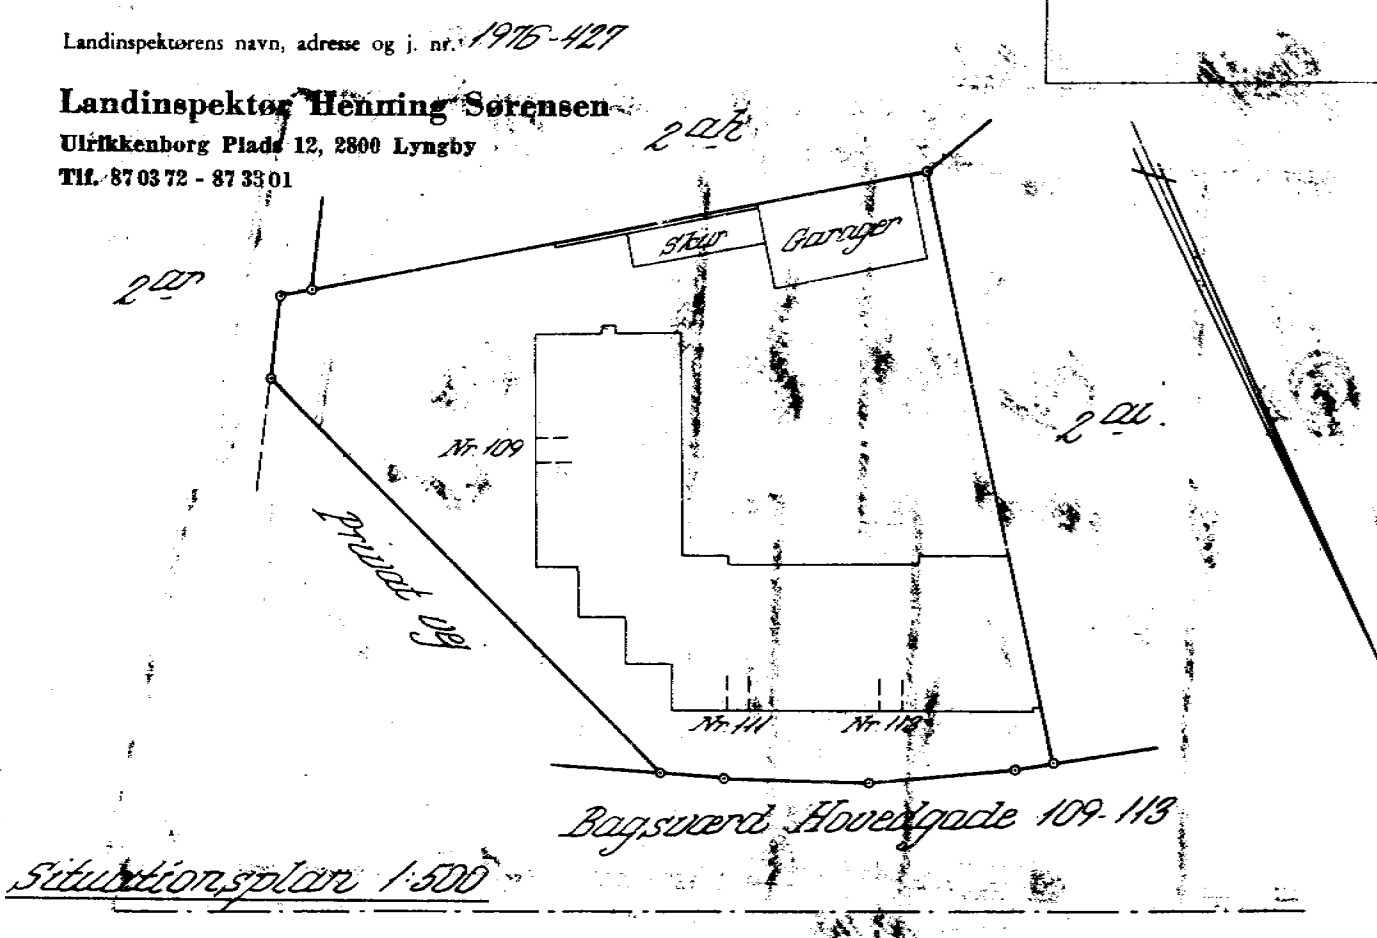 Landinspektørens navn, adresse og j. nr. 1976-427
Landinspektør Henning Sørensen
Ulrikkenborg Plads 12, 2800 Lyngby
Tlf. 87 03 72 - 87 33 01
2 ah
Skur
Garager
2 ar
2 au.
Nr. 109
Privat vej
Nr. 111
Nr. 113
Bagsværd Hovedgade 109-113
Situationsplan 1:500